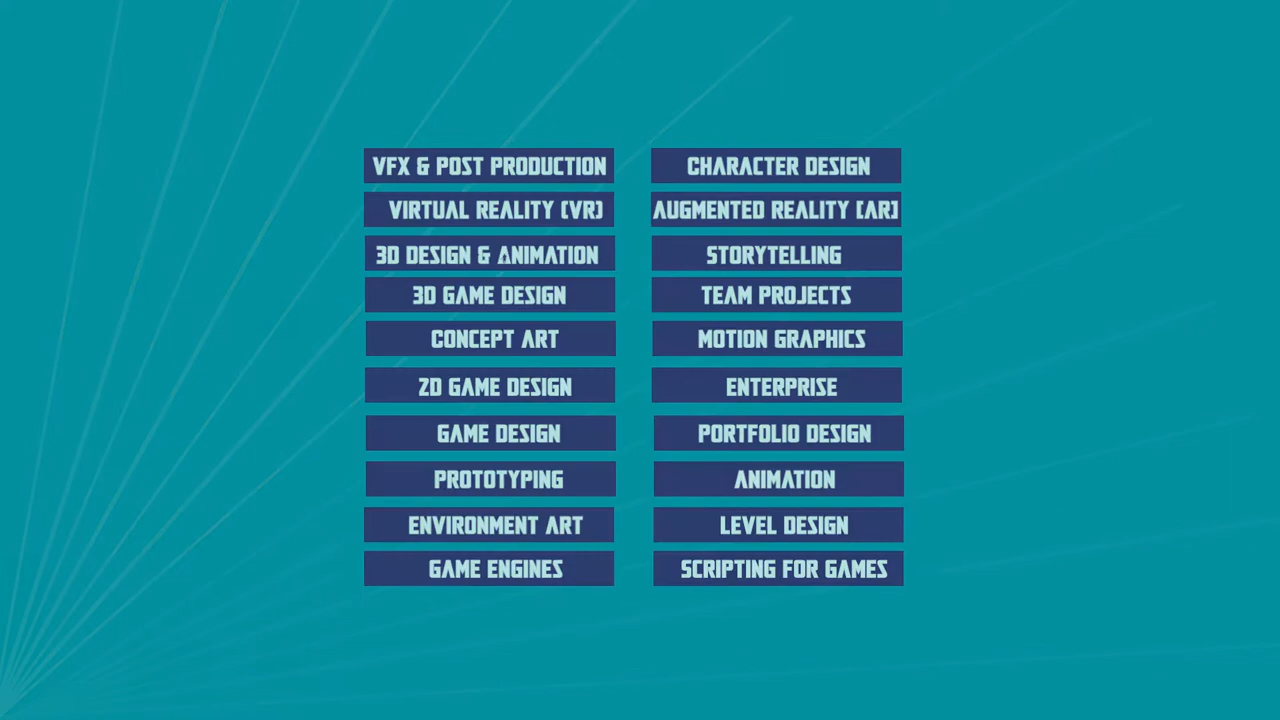 VFX & POST PRODUCTION
VIRTUAL REALITY (VR)
3D DESIGN & ANIMATION
3D GAME DESIGN
CONCEPT ART
2D GAME DESIGN
GAME DESIGN
PROTOTYPING
ENVIRONMENT ART
GAME ENGINES
CHARACTER DESIGN
AUGMENTED REALITY (AR)
STORYTELLING
TEAM PROJECTS
MOTION GRAPHICS
ENTERPRISE
PORTFOLIO DESIGN
ANIMATION
LEVEL DESIGN
SCRIPTING FOR GAMES